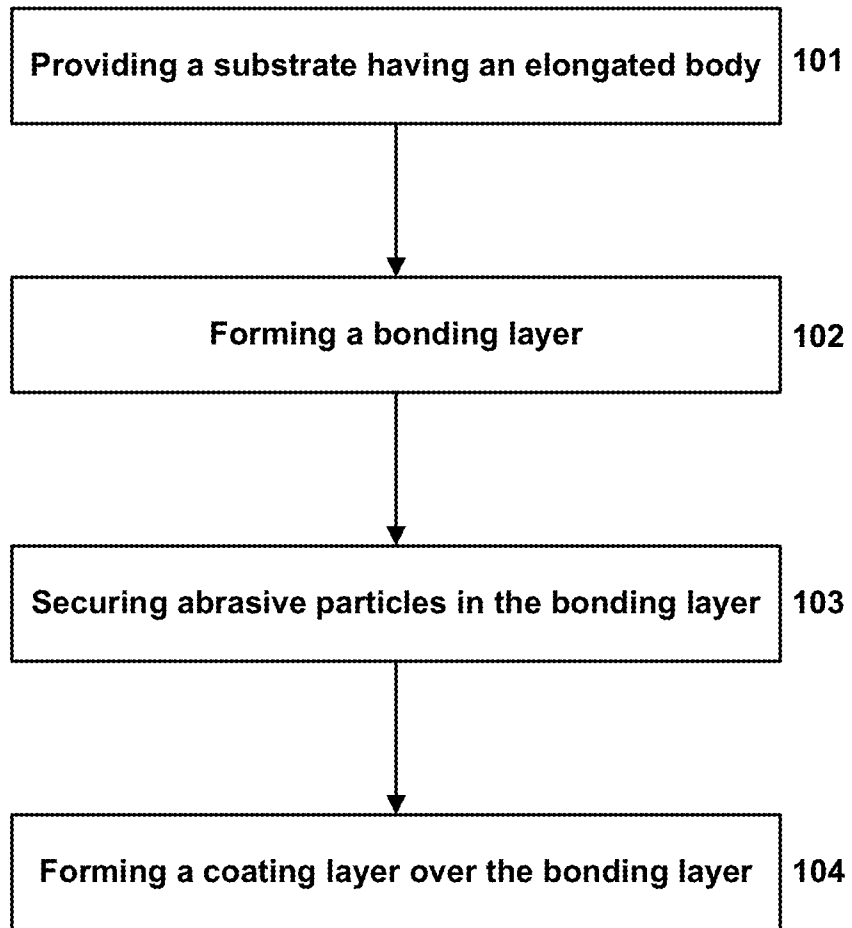 Providing a substrate having an elongated body 101
Forming a bonding layer 102
Securing abrasive particles in the bonding layer 103
Forming a coating layer over the bonding layer 104